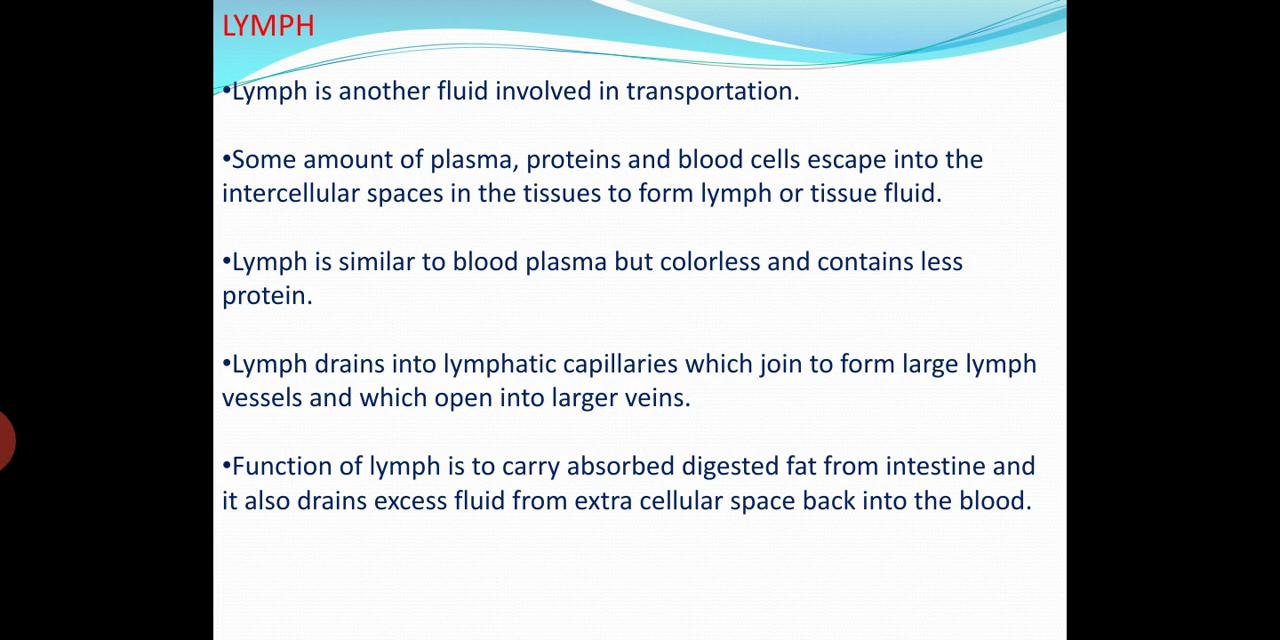 LYMPH
•Lymph is another fluid involved in transportation.
•Some amount of plasma, proteins and blood cells escape into the
intercellular spaces in the tissues to form lymph or tissue fluid.
•Lymph is similar to blood plasma but colorless and contains less
protein.
•Lymph drains into lymphatic capillaries which join to form large lymph
vessels and which open into larger veins.
•Function of lymph is to carry absorbed digested fat from intestine and
it also drains excess fluid from extra cellular space back into the blood.